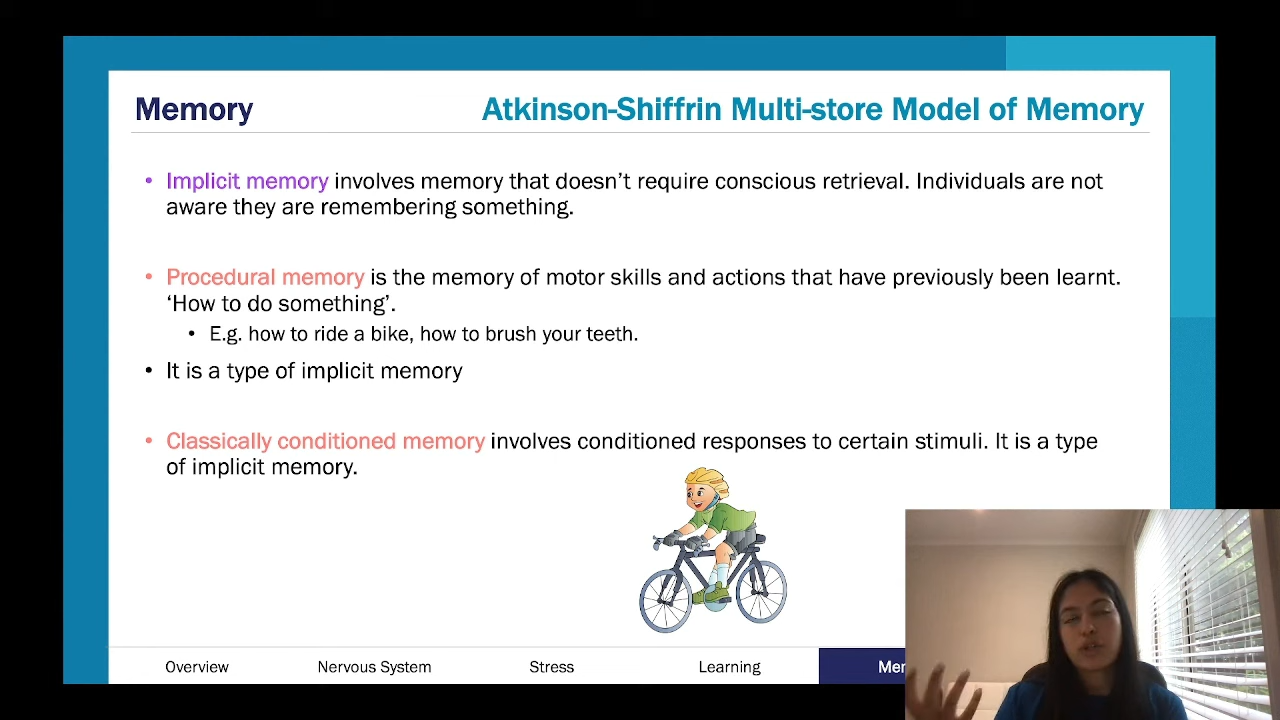 Memory
Atkinson-Shiffrin Multi-store Model of Memory
• Implicit memory involves memory that doesn't require conscious retrieval. Individuals are not
aware they are remembering something.
• Procedural memory is the memory of motor skills and actions that have previously been learnt.
‘How to do something’.
• E.g. how to ride a bike, how to brush your teeth.
• It is a type of implicit memory
• Classically conditioned memory involves conditioned responses to certain stimuli. It is a type
of implicit memory.
Overview
Nervous System
Stress
Learning